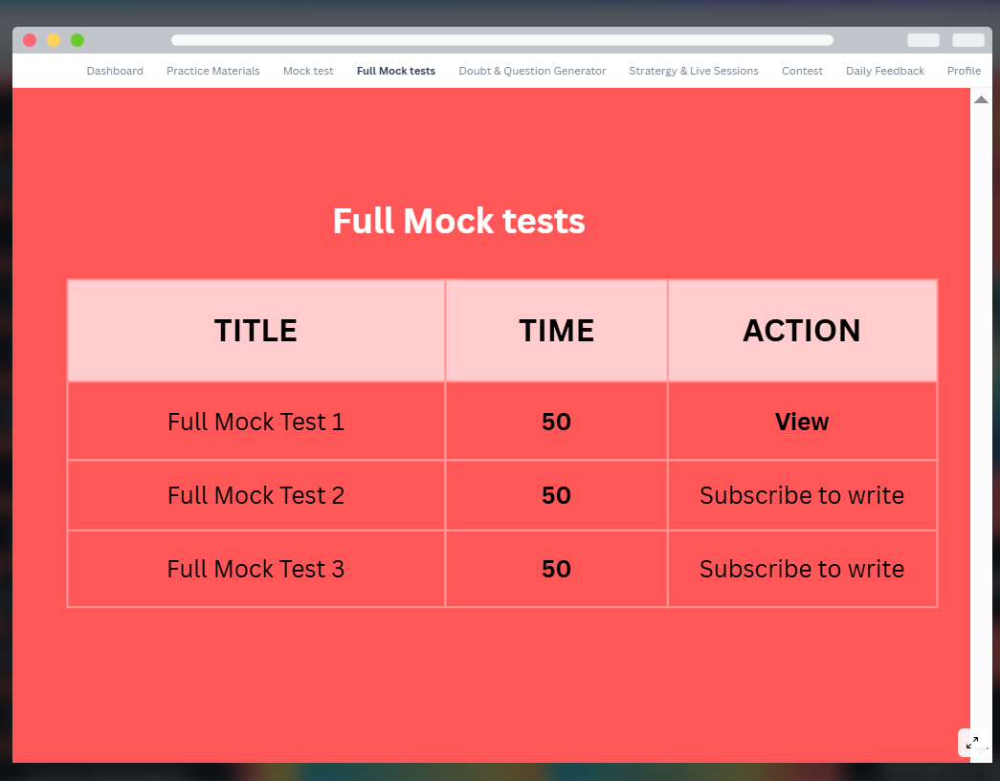 Dashboard Practice Materials Mock test Full Mock tests Doubt & Question Generator Stratergy & Live Sessions Contest Daily Feedback Profile
Full Mock tests
TITLE TIME ACTION
Full Mock Test 1 50 View
Full Mock Test 2 50 Subscribe to write
Full Mock Test 3 50 Subscribe to write